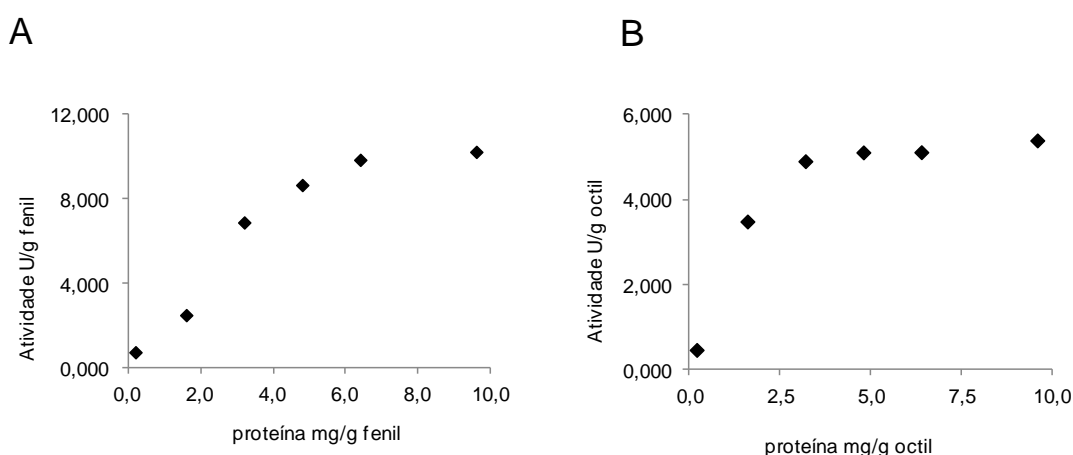 A
12,000
8,000
4,000
0,000
Atividade U/g fenil
0,0 2,0 4,0 6,0 8,0 10,0
proteína mg/g fenil
B
6,000
4,000
2,000
0,000
Atividade U/g octil
0,0 2,5 5,0 7,5 10,0
proteína mg/g octil